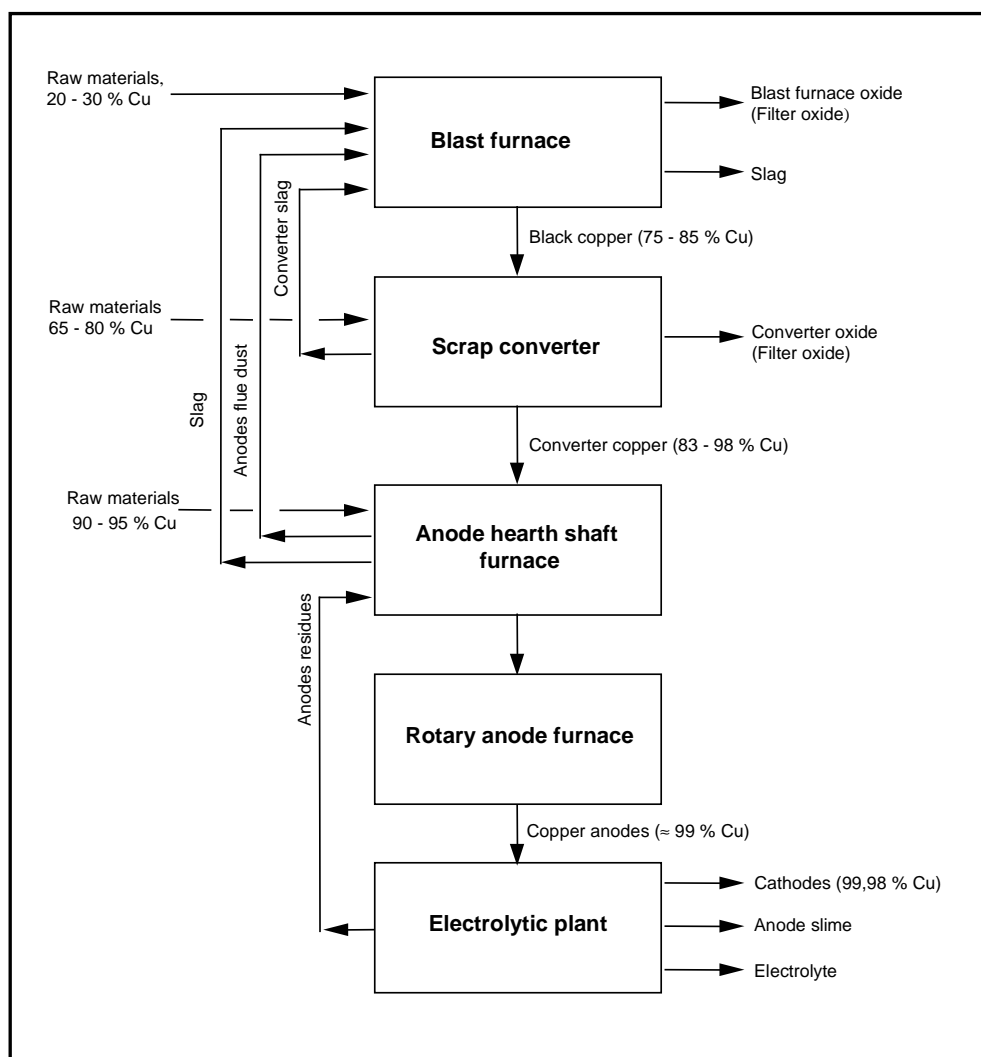 Raw materials,
20 - 30 % Cu
Blast furnace
Blast furnace oxide
(Filter oxide)
Slag
Converter slag
Black copper (75 - 85 % Cu)
Raw materials
65 - 80 % Cu
Scrap converter
Converter oxide
(Filter oxide)
Slag
Anodes flue dust
Converter copper (83 - 98 % Cu)
Raw materials
90 - 95 % Cu
Anode hearth shaft
furnace
Anodes residues
Rotary anode furnace
Copper anodes (≈ 99 % Cu)
Electrolytic plant
Cathodes (99,98 % Cu)
Anode slime
Electrolyte